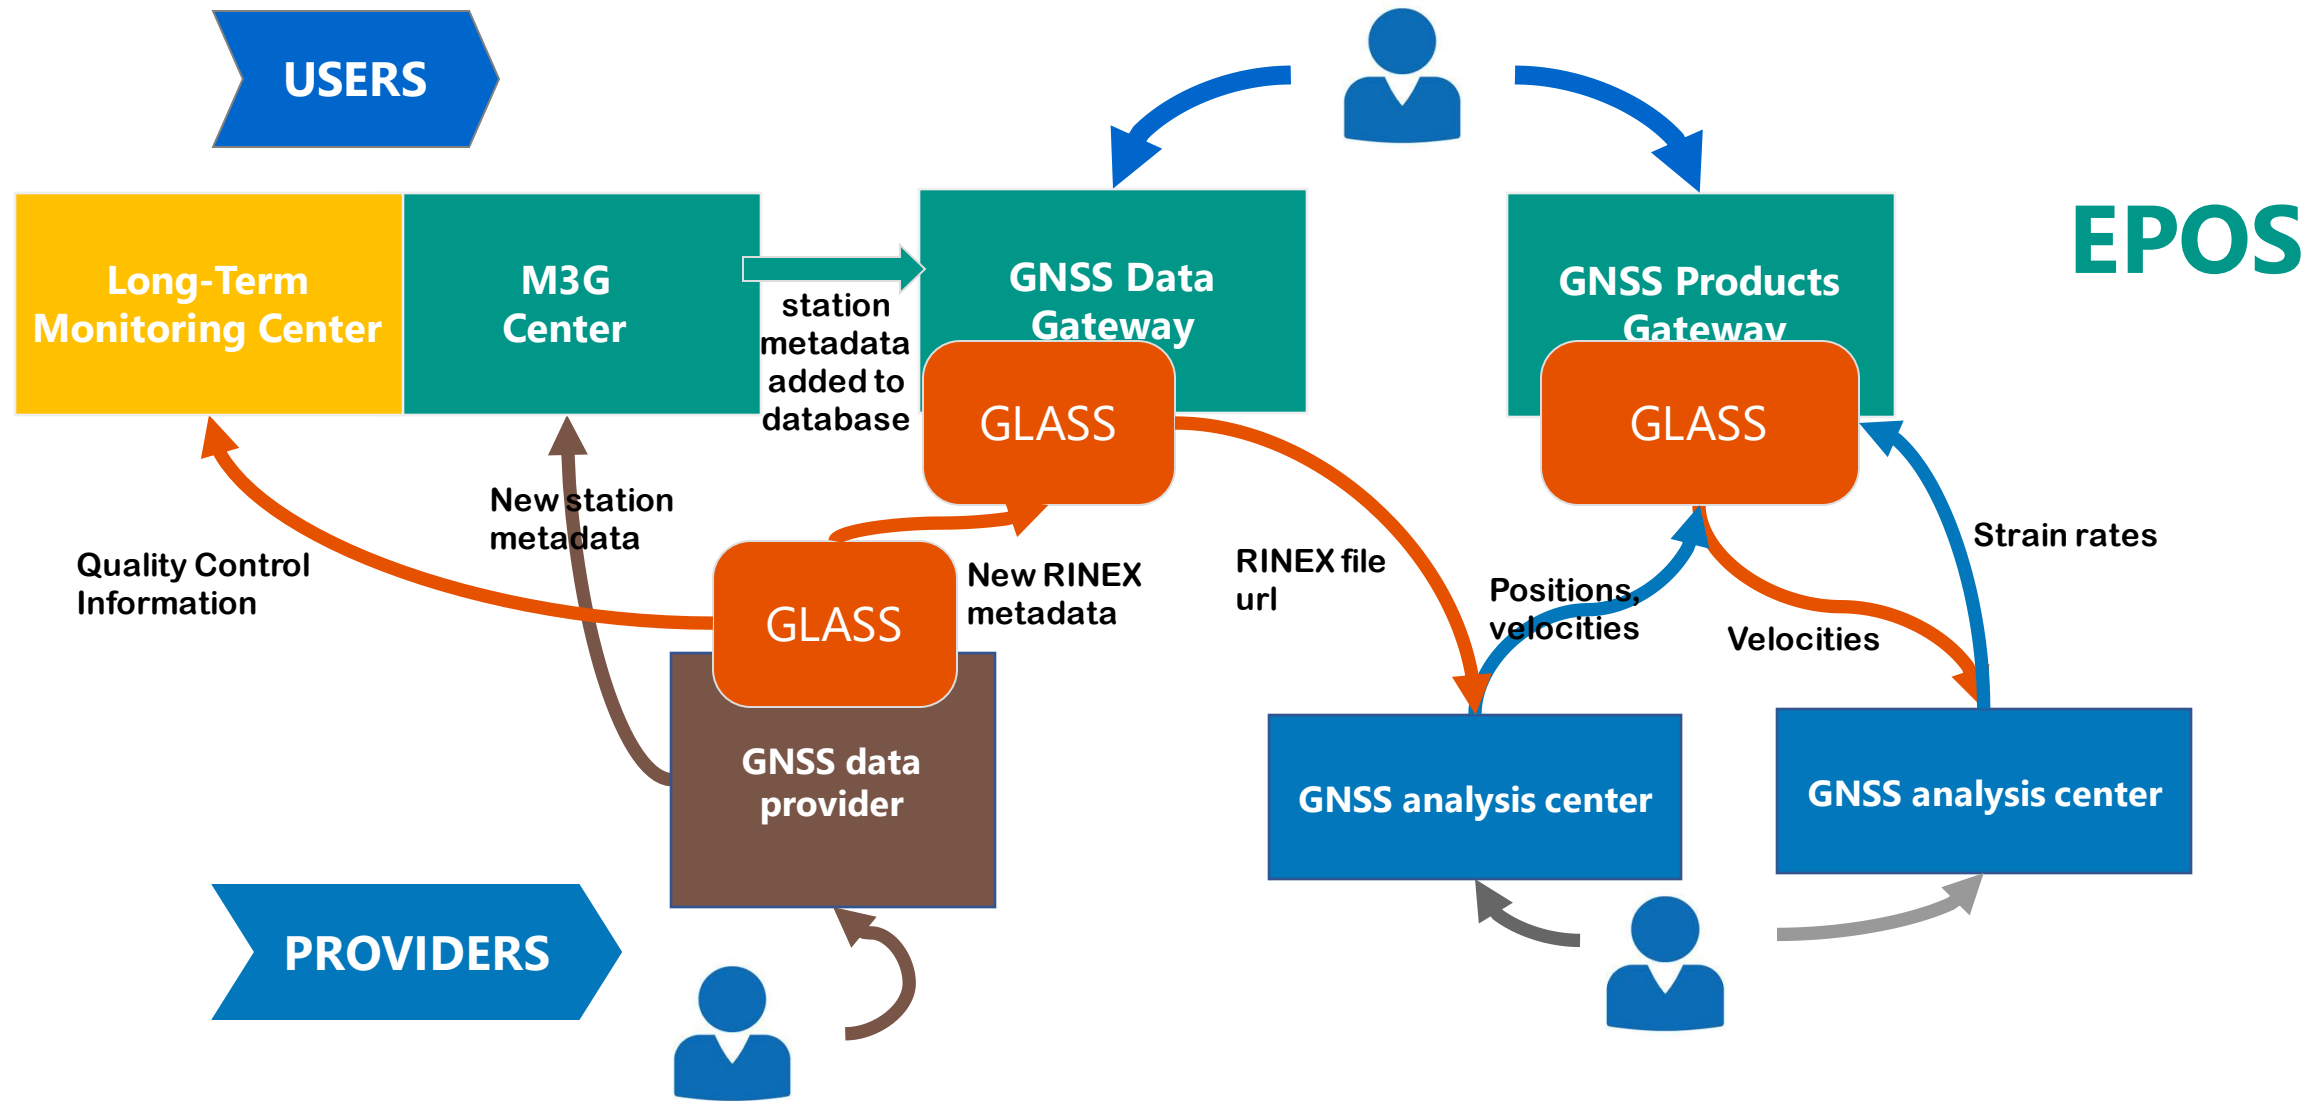 USERS
EPOS
Long-Term
Monitoring Center
M3G
Center
station
metadata
added to
database
GNSS Data
Gateway
GLASS
GNSS Products
Gateway
GLASS
New station
metadata
Quality Control
Information
GLASS
New RINEX
metadata
RINEX file
url
Positions,
velocities
Velocities
Strain rates
GNSS data
provider
GNSS analysis center
GNSS analysis center
PROVIDERS